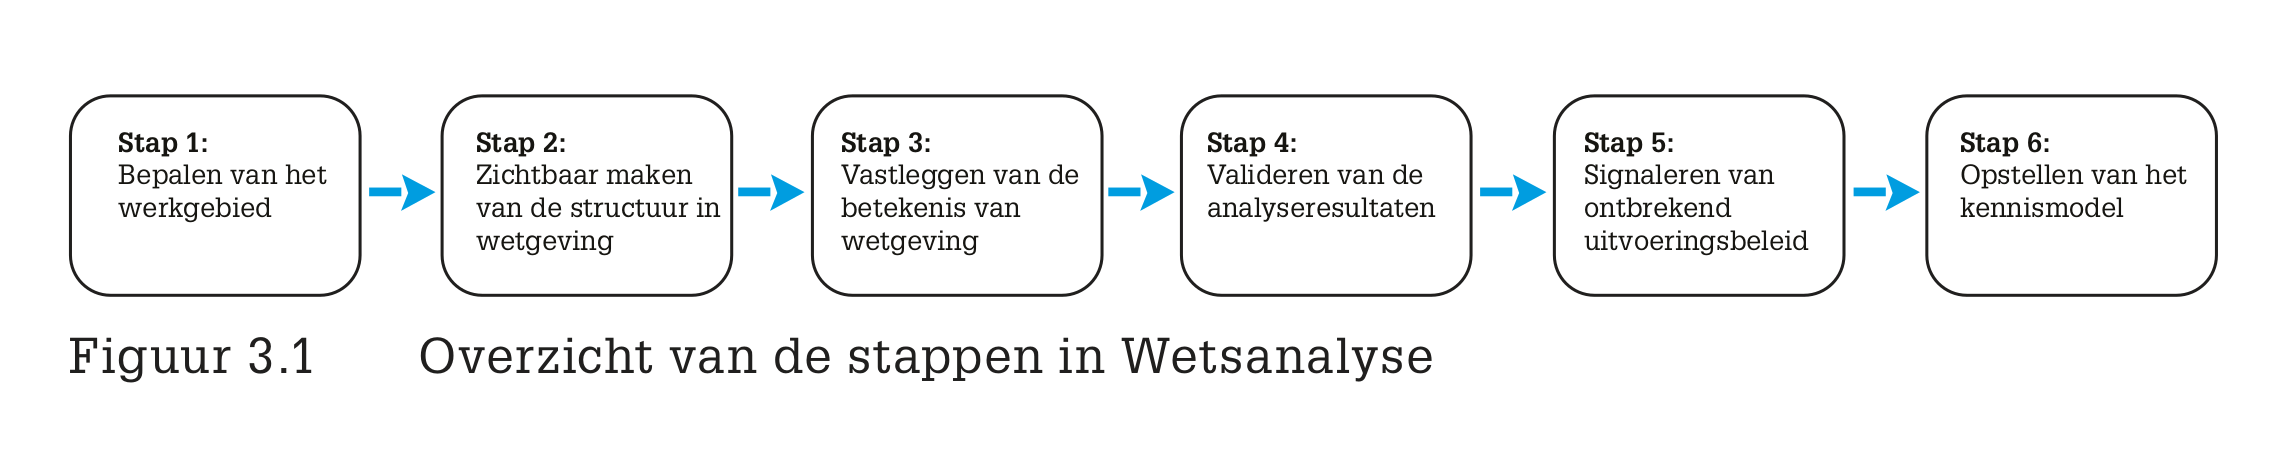 Stap 1:
Bepalen van het
werkgebied
Stap 2:
Zichtbaar maken
van de structuur in
wetgeving
Stap 3:
Vastleggen van de
betekenis van
wetgeving
Stap 4:
Valideren van de
analyseresultaten
Stap 5:
Signaleren van
ontbrekend
uitvoeringsbeleid
Stap 6:
Opstellen van het
kennismodel
Figuur 3.1 Overzicht van de stappen in Wetsanalyse